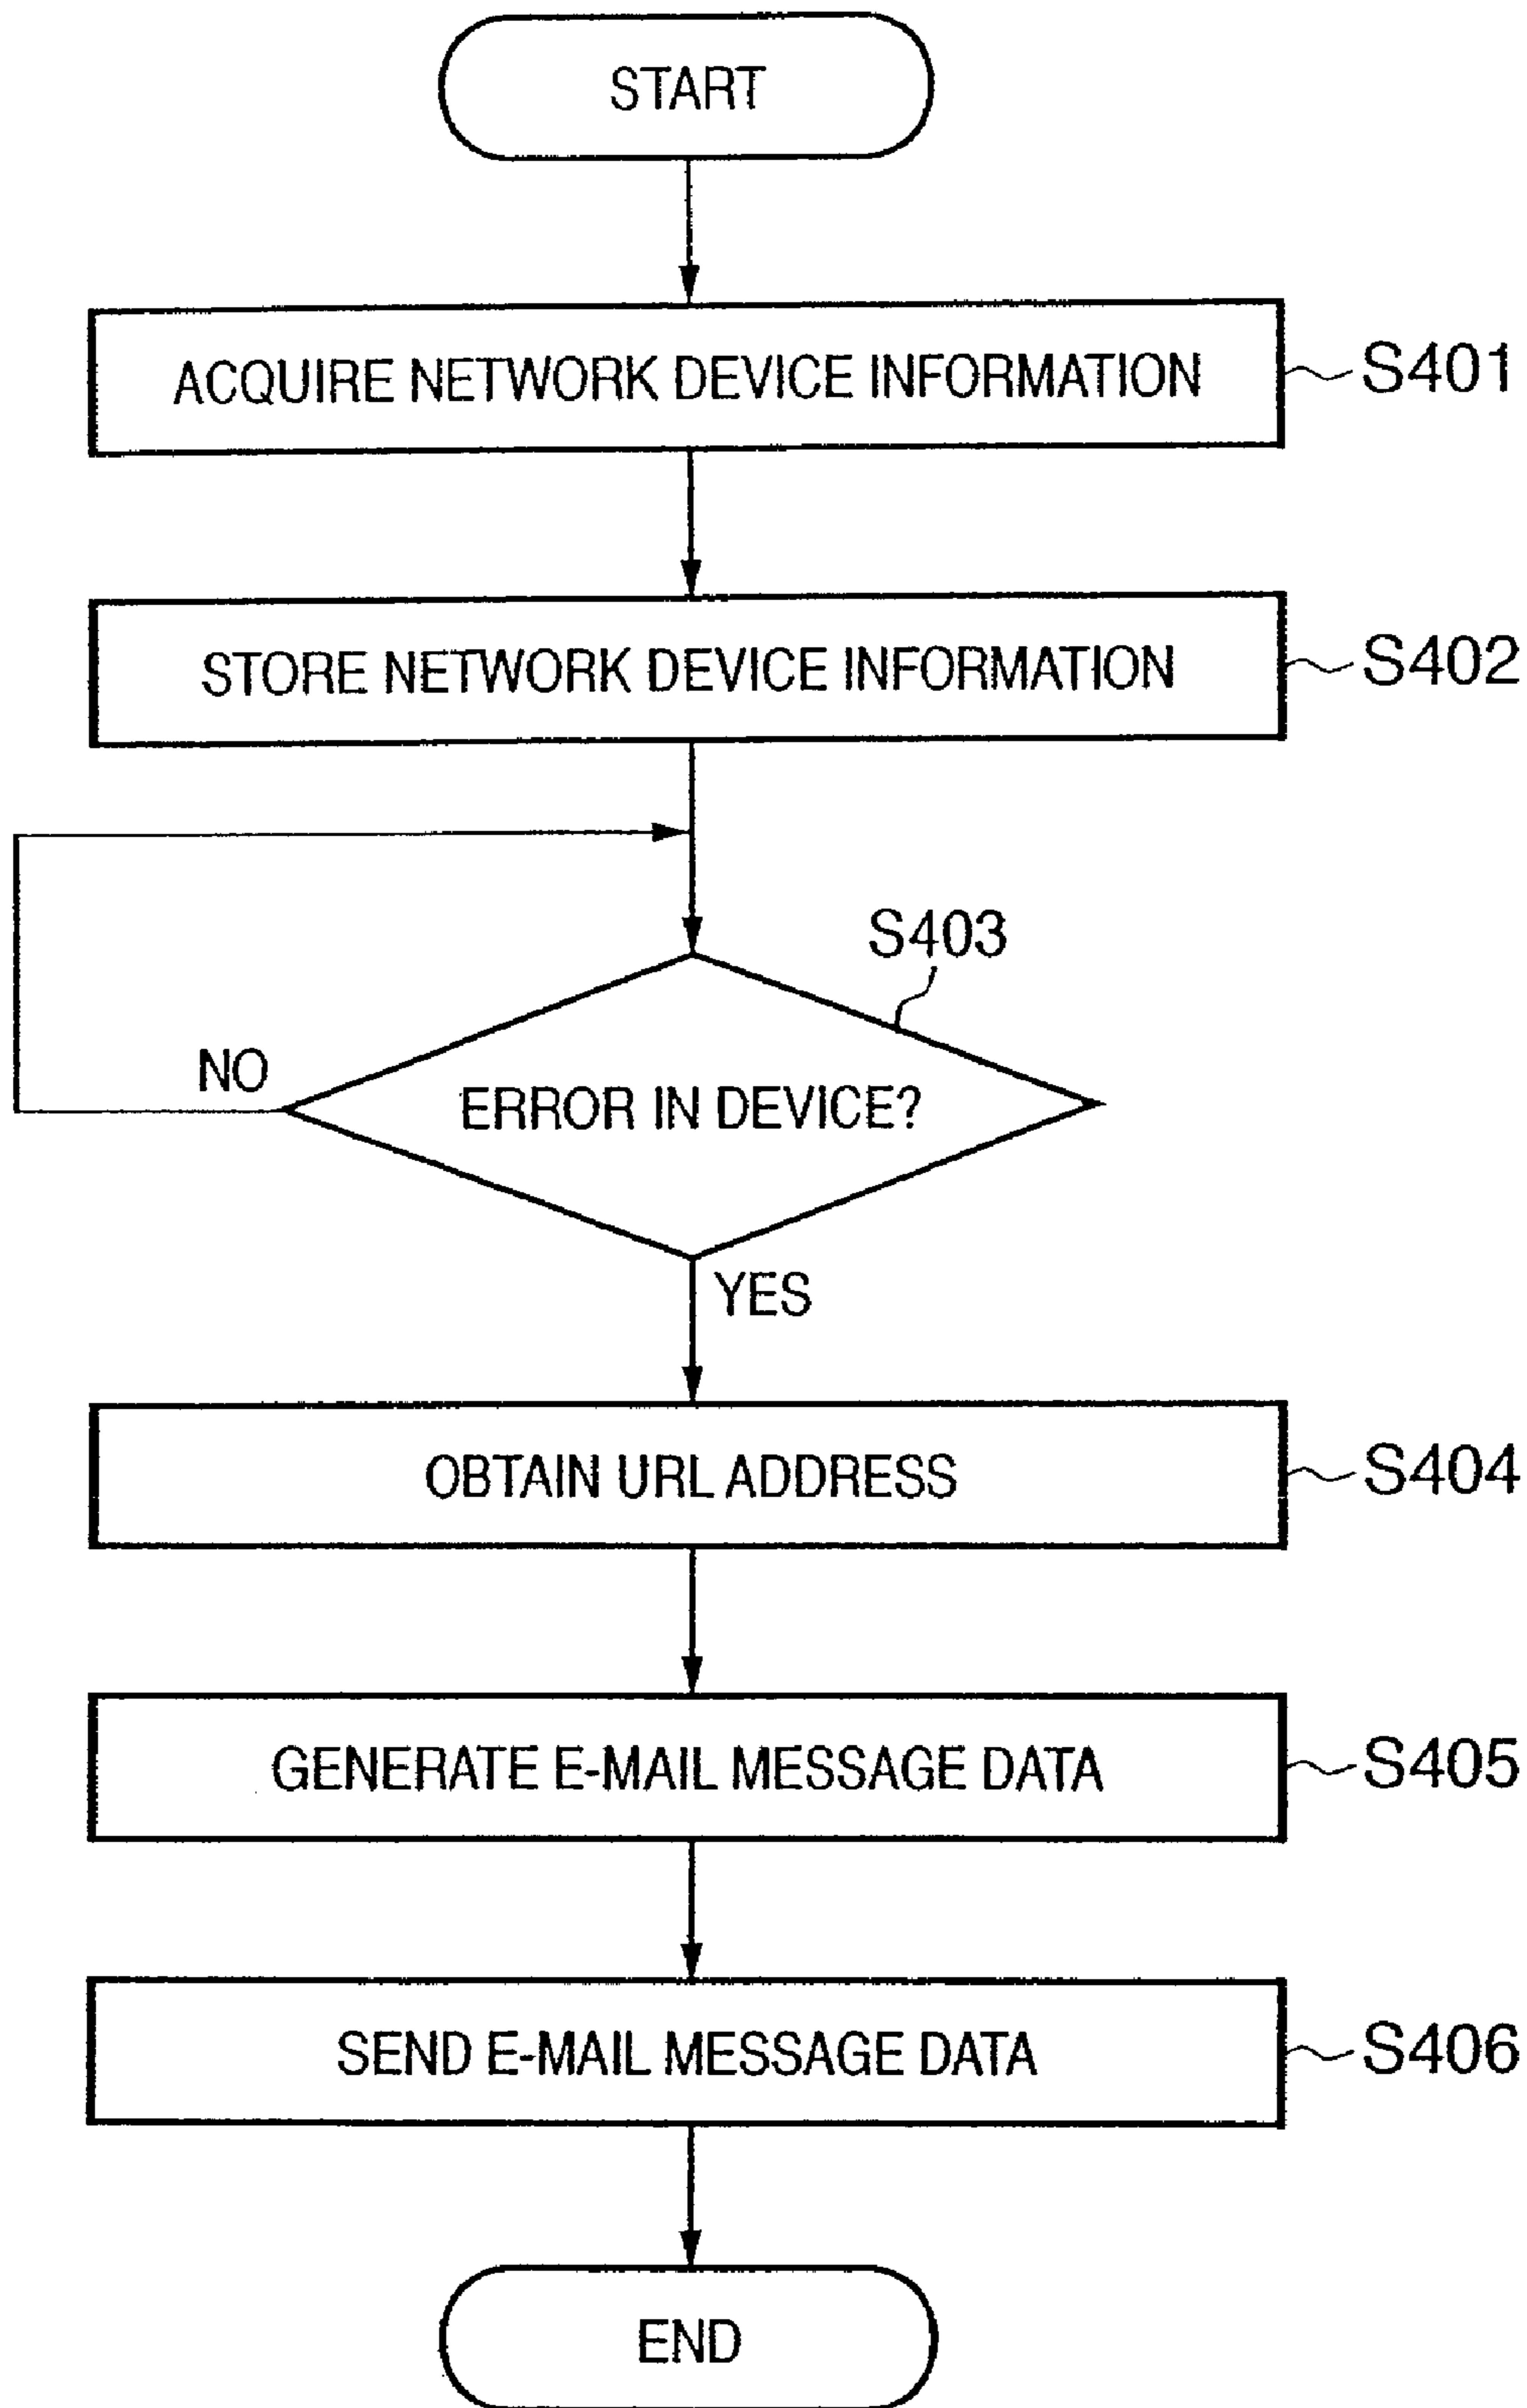 START
ACQUIRE NETWORK DEVICE INFORMATION
S401
STORE NETWORK DEVICE INFORMATION
S402
S403
NO
ERROR IN DEVICE?
YES
OBTAIN URL ADDRESS
S404
GENERATE E-MAIL MESSAGE DATA
S405
SEND E-MAIL MESSAGE DATA
S406
END